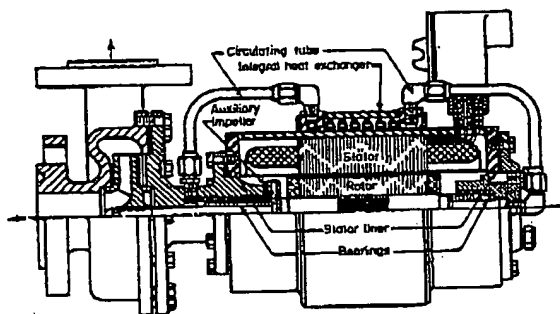 Circulating tube
Integral heat exchanger
Auxiliary
impeller
Stator
Rotor
Stator liner
Bearings